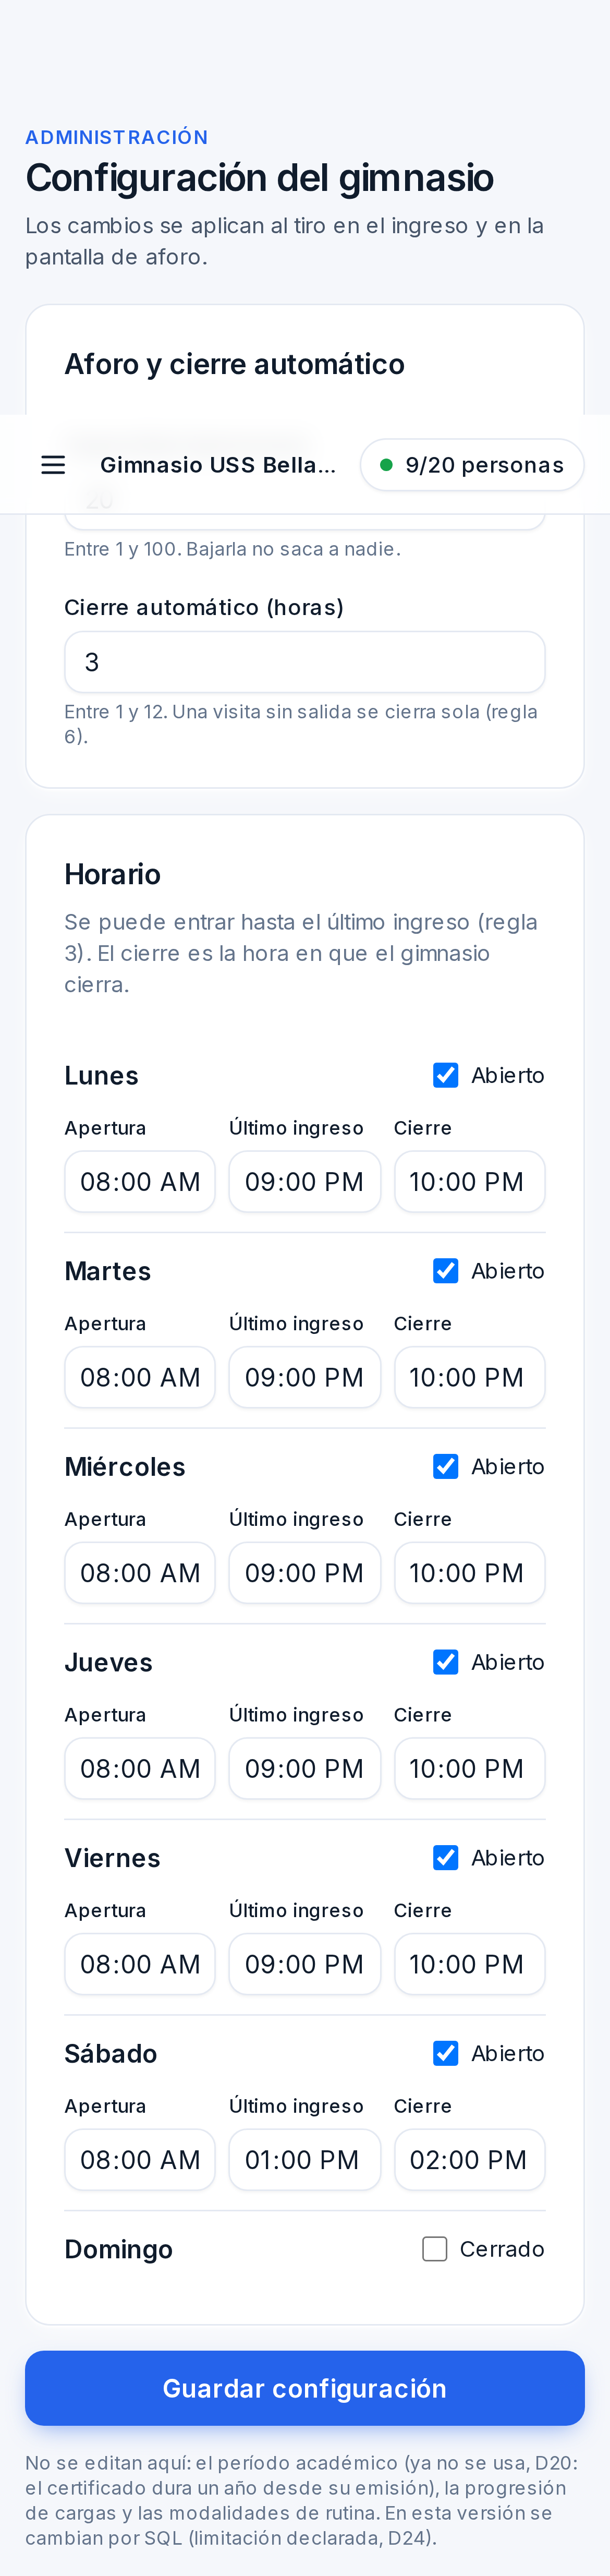 ADMINISTRACIÓN
Configuración del gimnasio
Los cambios se aplican al tiro en el ingreso y en la
pantalla de aforo.
Aforo y cierre automático
Gimnasio USS Bella...
9/20 personas
20
Entre 1 y 100. Bajarla no saca a nadie.
Cierre automático (horas)
3
Entre 1 y 12. Una visita sin salida se cierra sola (regla
6).
Horario
Se puede entrar hasta el último ingreso (regla
3). El cierre es la hora en que el gimnasio
cierra.
Lunes Abierto
Apertura Último ingreso Cierre
08:00 AM 09:00 PM 10:00 PM
Martes Abierto
Apertura Último ingreso Cierre
08:00 AM 09:00 PM 10:00 PM
Miércoles Abierto
Apertura Último ingreso Cierre
08:00 AM 09:00 PM 10:00 PM
Jueves Abierto
Apertura Último ingreso Cierre
08:00 AM 09:00 PM 10:00 PM
Viernes Abierto
Apertura Último ingreso Cierre
08:00 AM 09:00 PM 10:00 PM
Sábado Abierto
Apertura Último ingreso Cierre
08:00 AM 01:00 PM 02:00 PM
Domingo Cerrado
Guardar configuración
No se editan aquí: el período académico (ya no se usa, D20:
el certificado dura un año desde su emisión), la progresión
de cargas y las modalidades de rutina. En esta versión se
cambian por SQL (limitación declarada, D24).